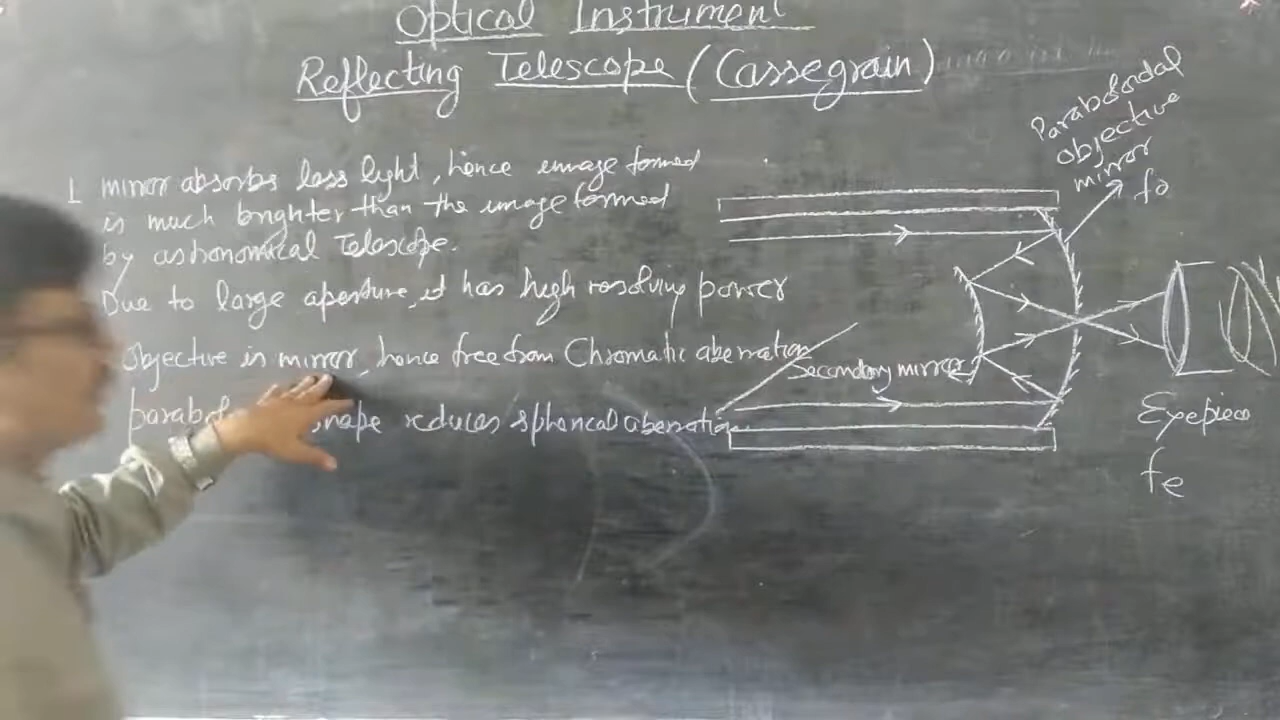 Optical Instrument
Reflecting Telescope (Cassegrain)
1 mirror absorbs less light, hence image formed
is much brighter than the image formed
by astronomical Telescope.
Due to large aperture, it has high resolving power
Objective is mirror, hence free from Chromatic aberration
reduces spherical aberration
Paraboloidal
objective
mirror
fo
Secondary mirror
Eyepiece
fe